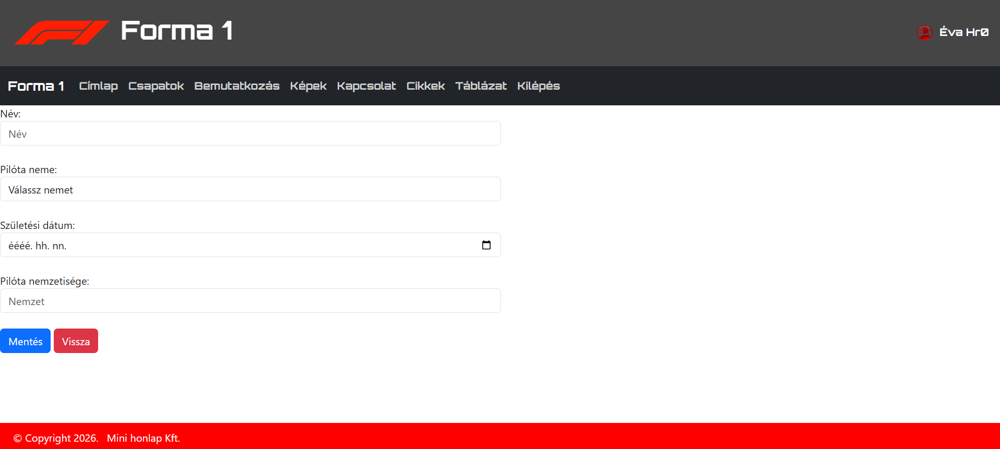 Forma 1
Éva Hr0
Forma 1 Címlap Csapatok Bemutatkozás Képek Kapcsolat Cikkek Táblázat Kilépés
Név:
Név
Pilóta neme:
Válassz nemet
Születési dátum:
éééé. hh. nn.
Pilóta nemzetisége:
Nemzet
Mentés Vissza
© Copyright 2026. Mini honlap Kft.